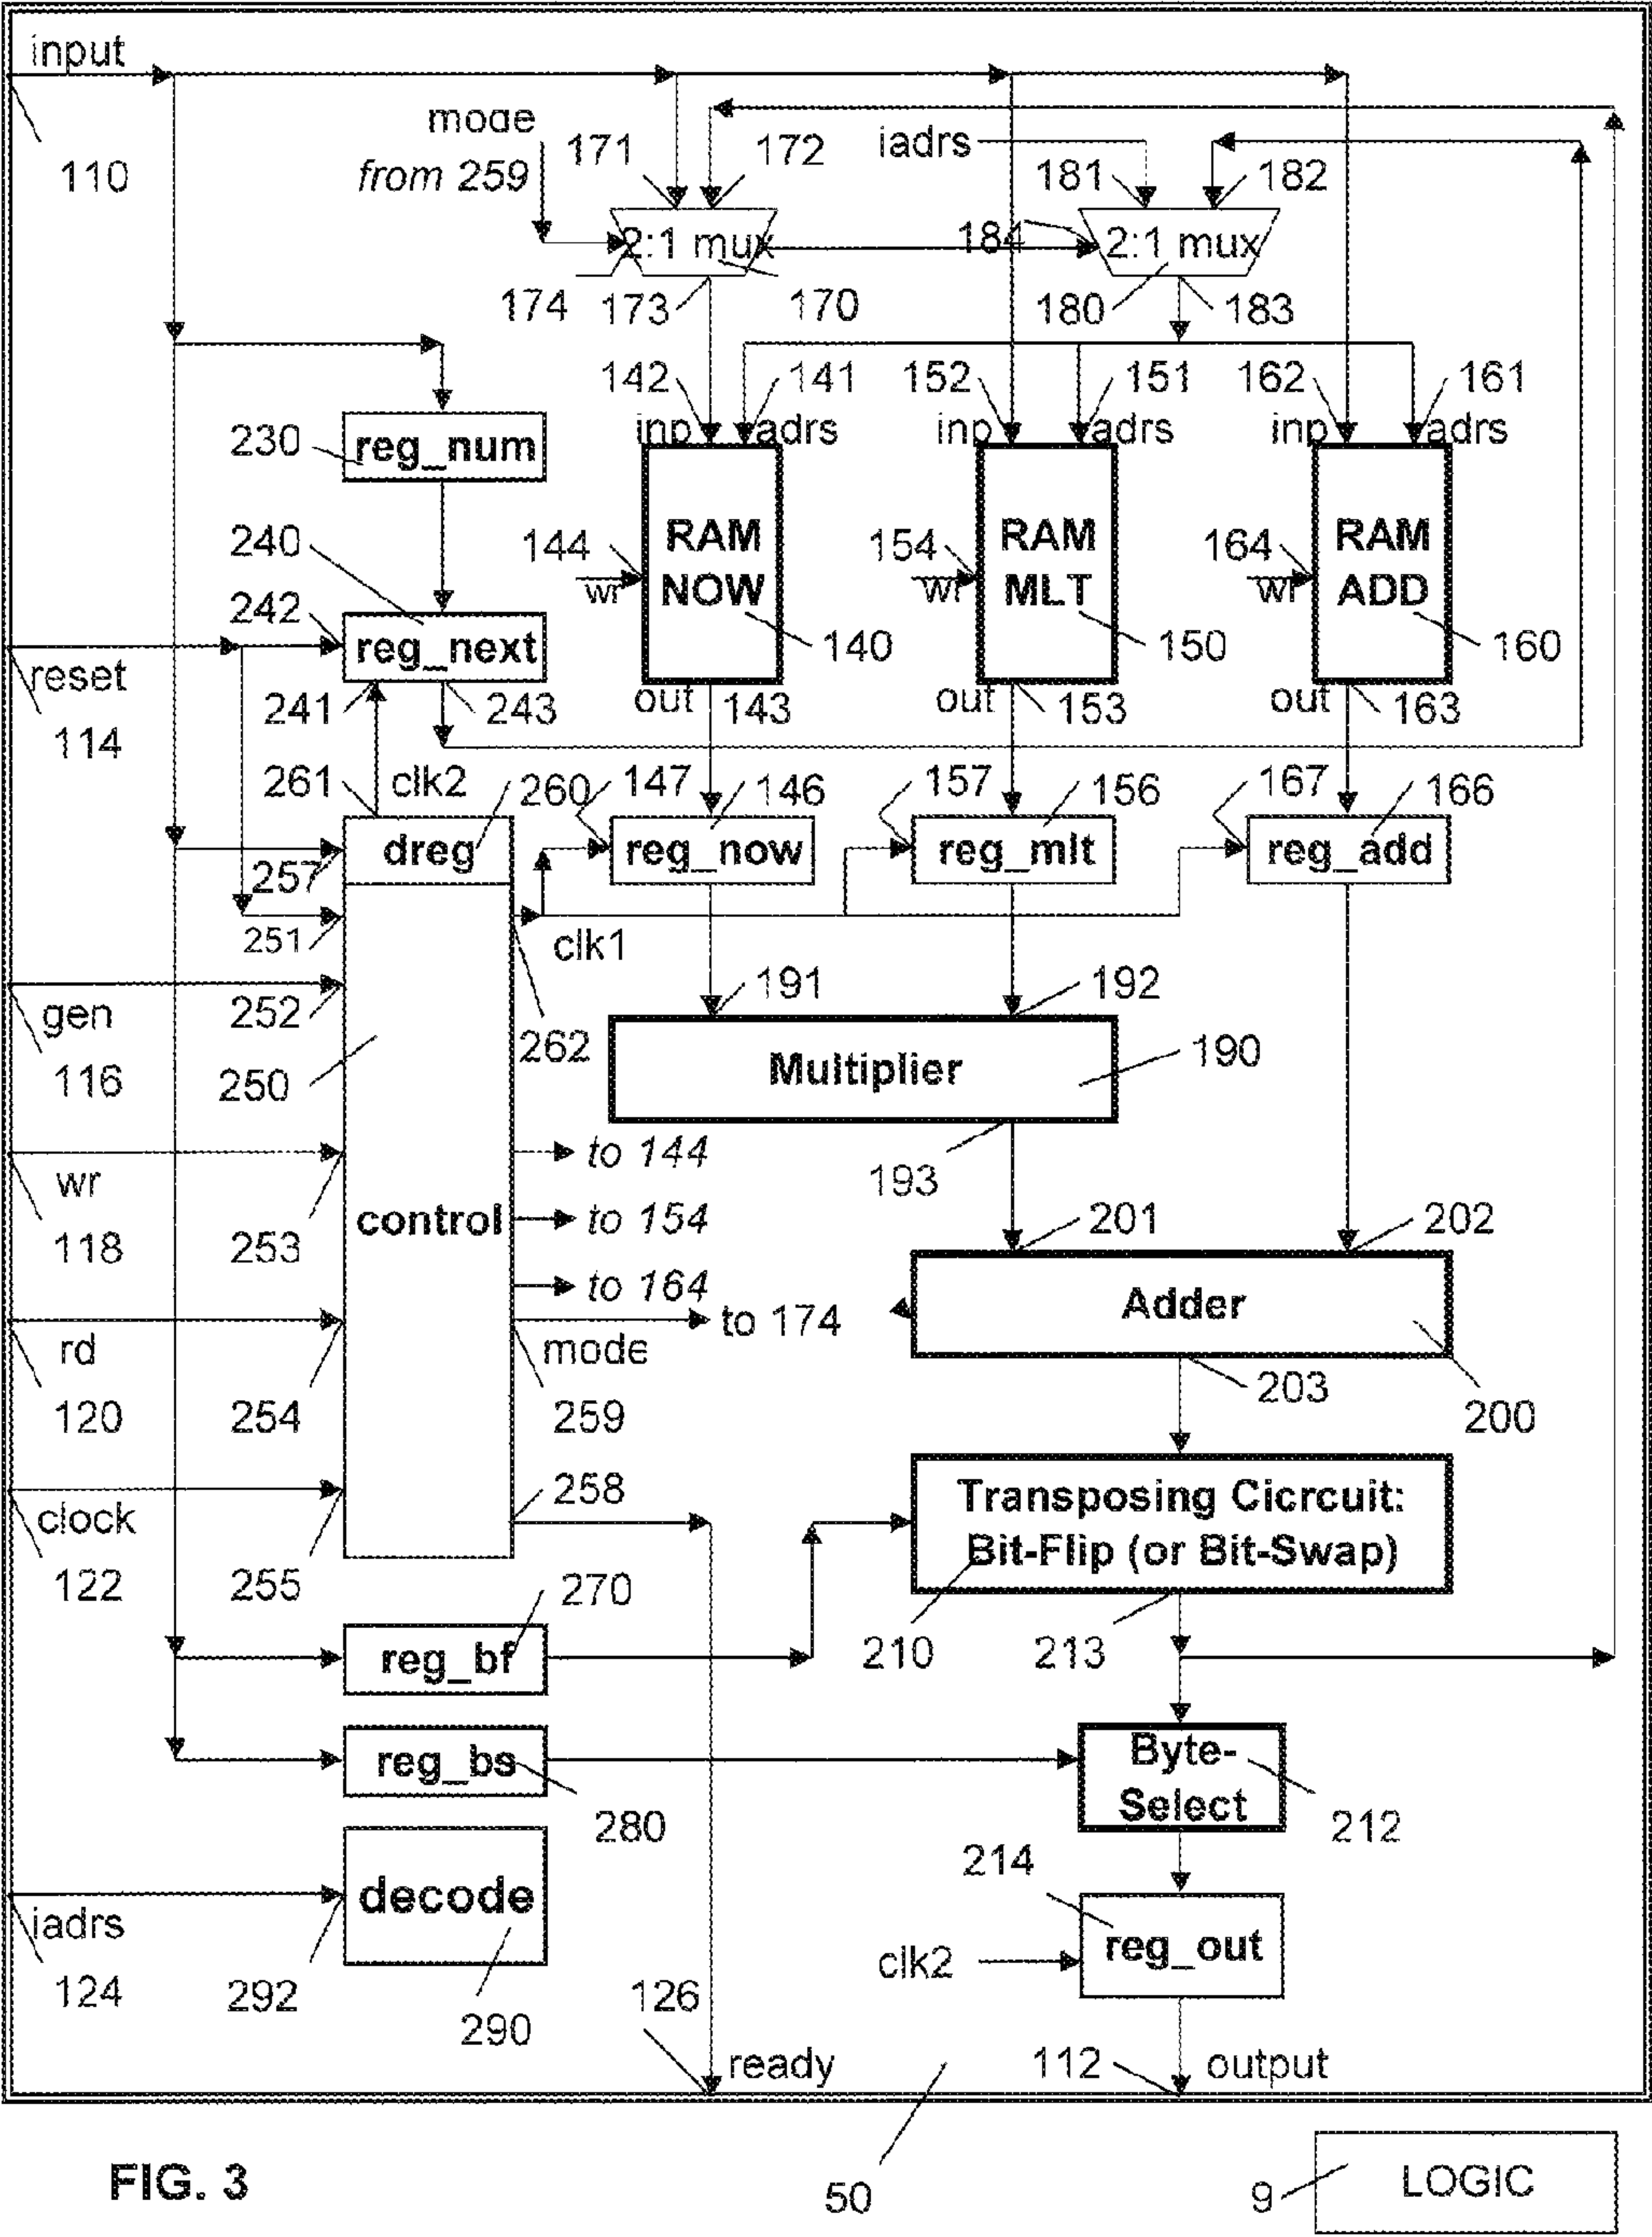 input
mode
171
172
iadrs
110
from 259
181
182
2:1 mux
184
2:1 mux
174
173
170
180
183
142
141
152
151
162
161
inp
adrs
inp
adrs
inp
adrs
230
reg_num
RAM
NOW
RAM
MLT
RAM
ADD
240
144
154
164
wr
wr
wr
242
reg_next
140
150
160
reset
241
243
out
143
out
153
out
163
114
261
clk2
260
147
146
157
156
167
166
dreg
reg_now
reg_mlt
reg_add
257
251
clk1
191
192
gen
252
262
116
250
Multiplier
190
to 144
wr
193
118
253
control
to 154
201
202
to 164
Adder
to 174
rd
mode
203
120
254
259
200
258
Transposing Cicrcuit:
Bit-Flip (or Bit-Swap)
clock
122
255
270
reg_bf
210
213
reg_bs
Byte-
Select
280
212
214
decode
iadrs
reg_out
clk2
124
292
290
126
ready
112
output
FIG. 3
50
9
LOGIC